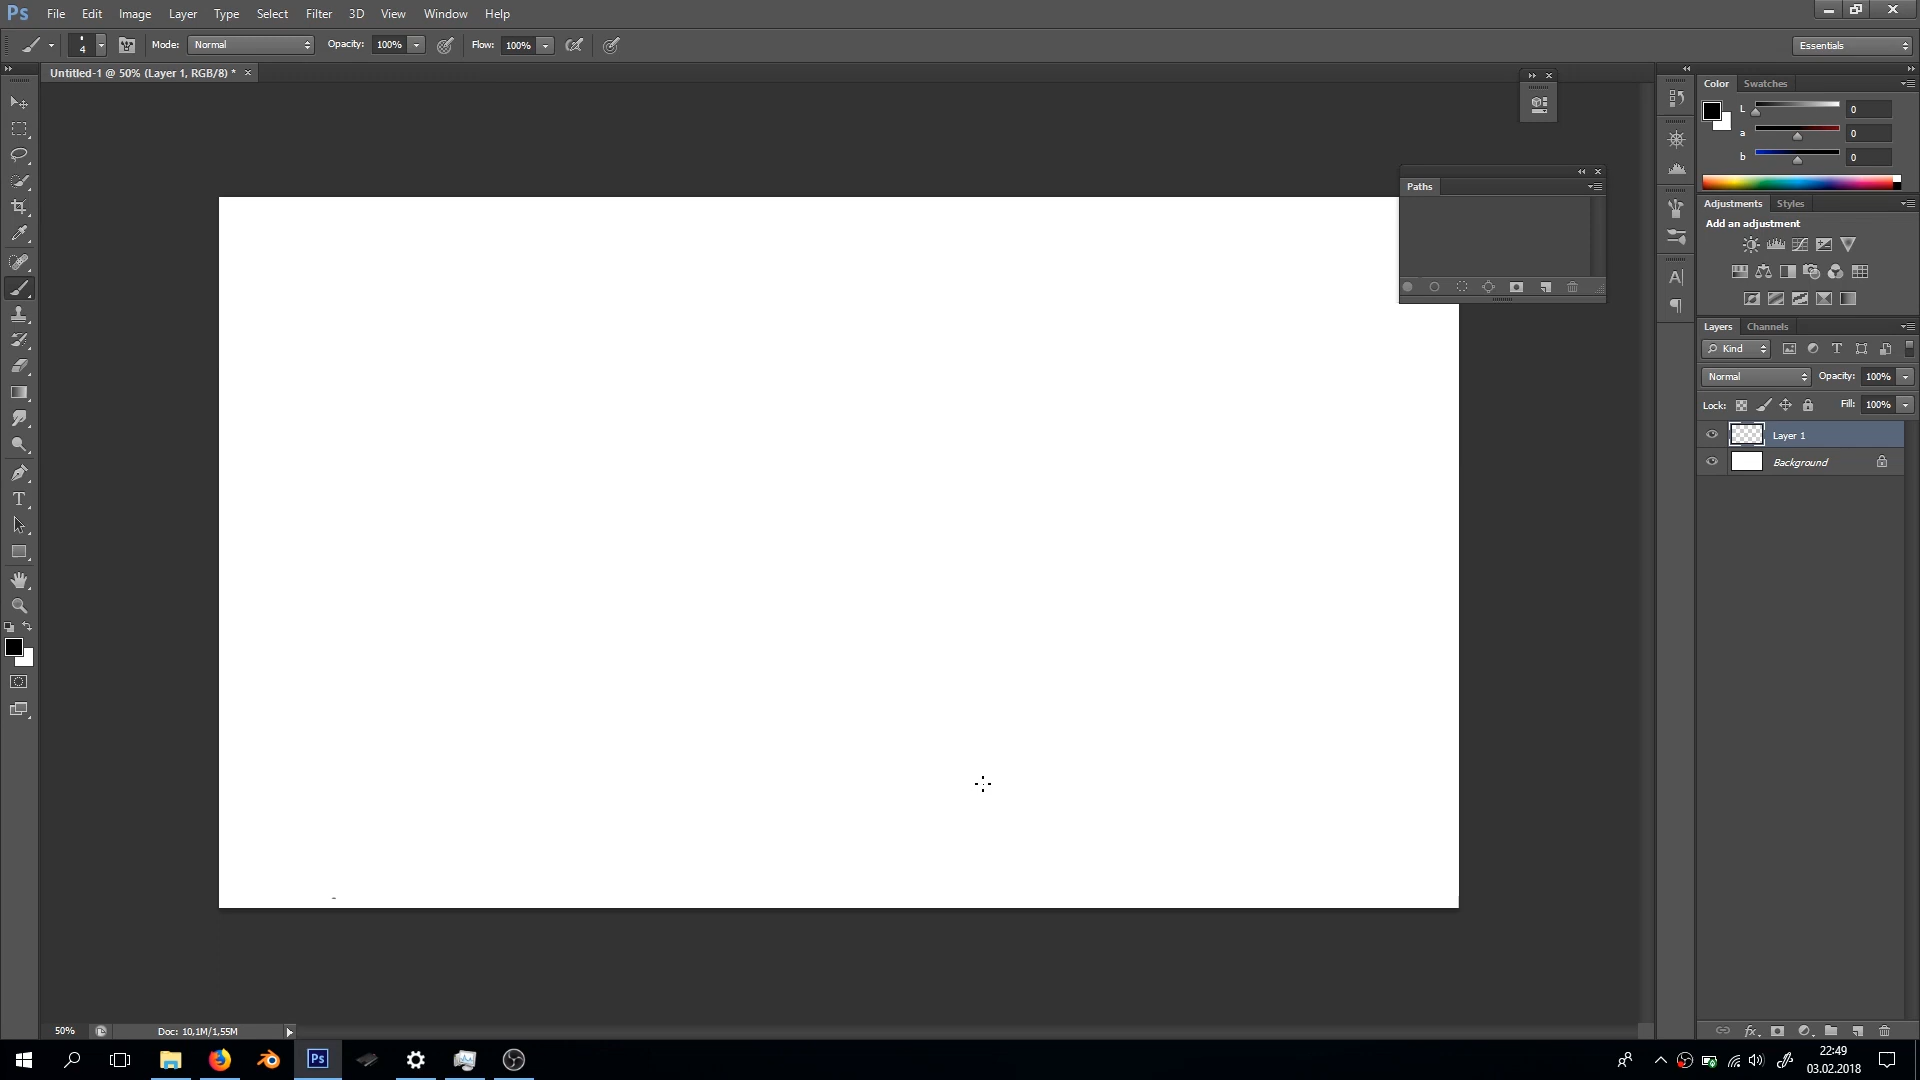 Ps File Edit Image Layer Type Select Filter 3D View Window Help
4 Mode: Normal Opacity: 100% Flow: 100% Essentials
Untitled-1 @ 50% (Layer 1, RGB/8) * ×
Color Swatches
L 0
a 0
b 0
Paths
Adjustments Styles
Add an adjustment
Layers Channels
Kind
Normal Opacity: 100%
Lock: Fill: 100%
Layer 1
Background
50% Doc: 10,1M/1,55M
Ps
22:49
03.02.2018